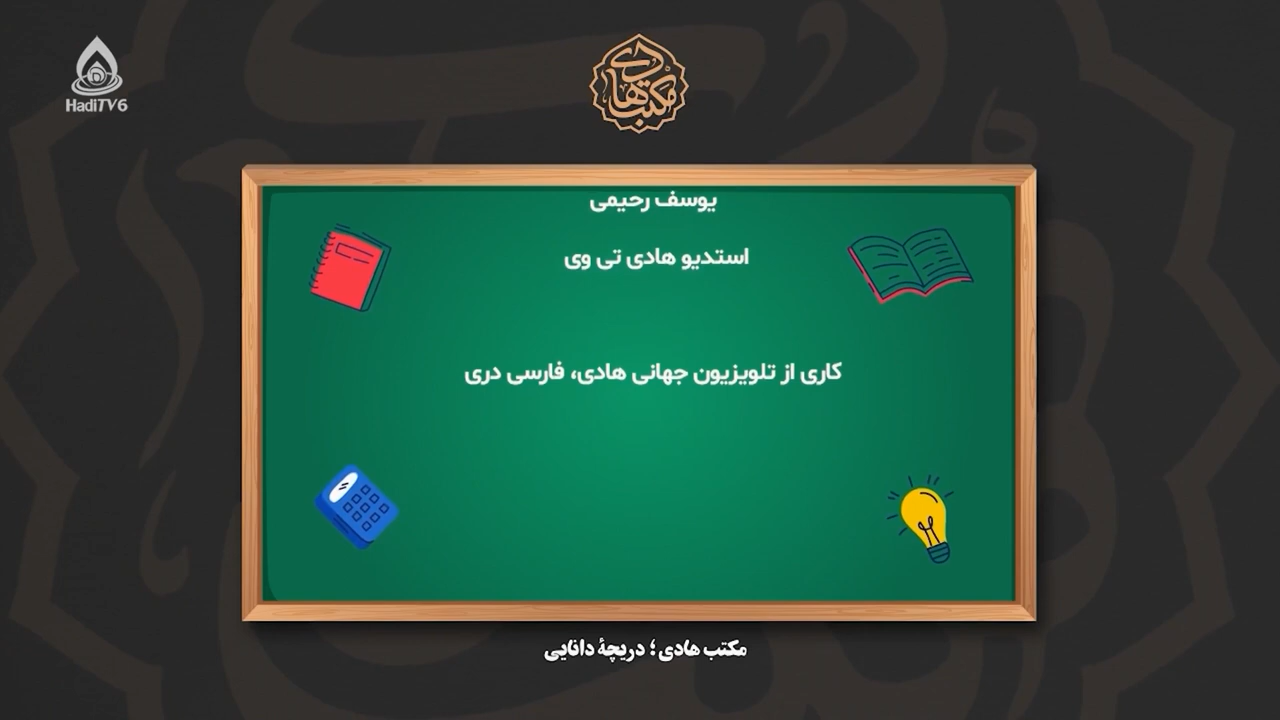 HadiTV6
مکتب هادی
یوسف رحیمی
استدیو هادی تی وی
کاری از تلویزیون جهانی هادی، فارسی دری
مکتب هادی؛ دریچۀ دانایی